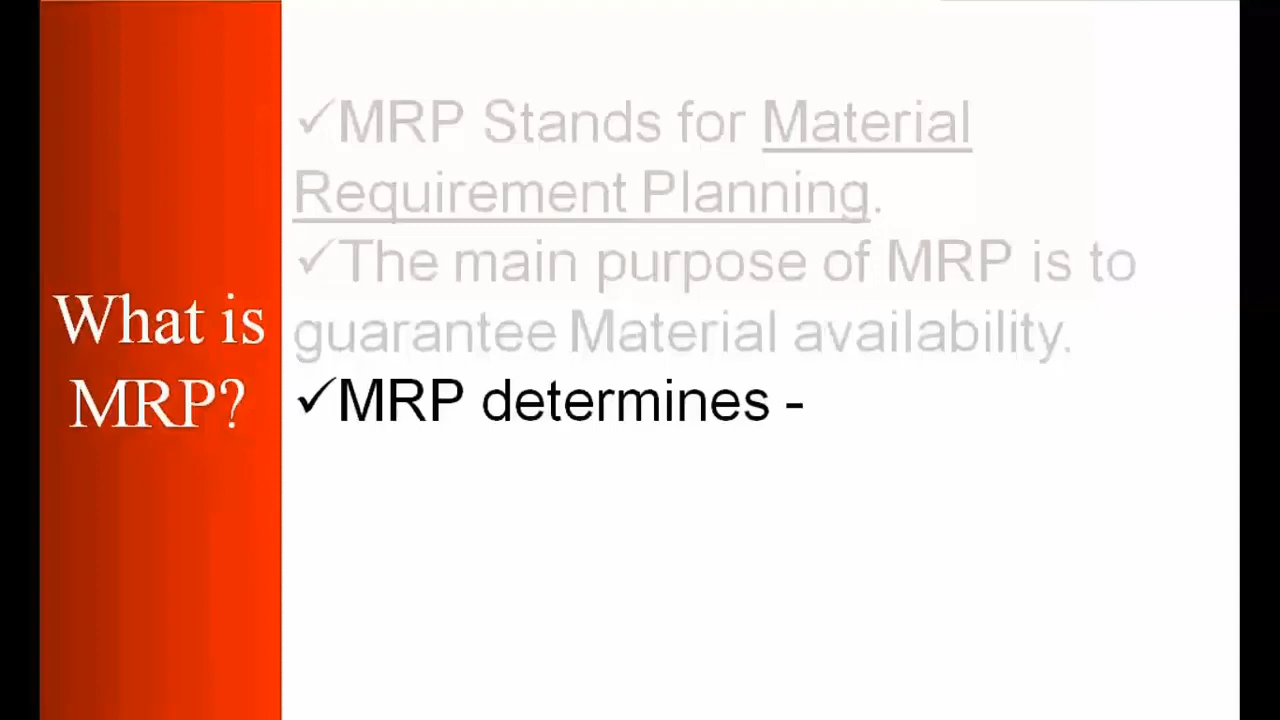 What is
MRP?
✓MRP Stands for Material
Requirement Planning.
✓The main purpose of MRP is to
guarantee Material availability.
✓MRP determines -